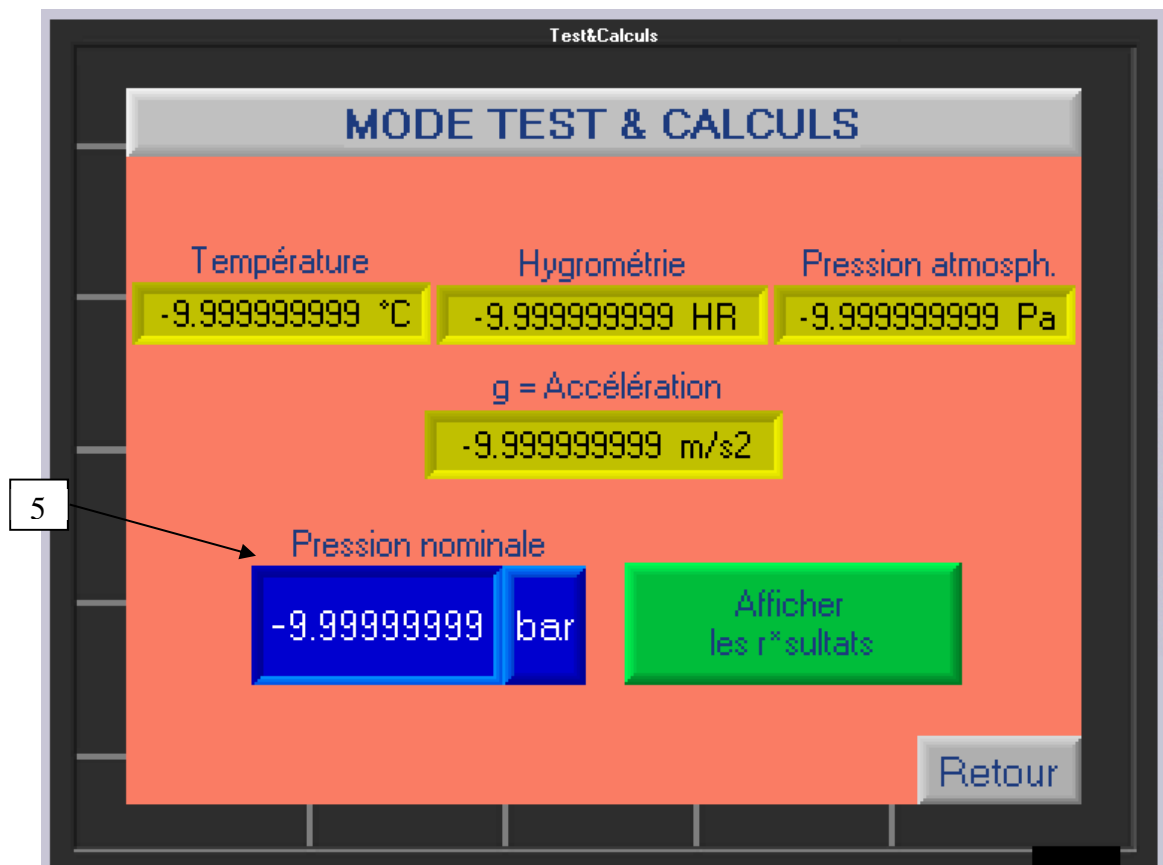 Test&Calculs
MODE TEST & CALCULS
Température
Hygrométrie
Pression atmosph.
-9.999999999 °C
-9.999999999 HR
-9.999999999 Pa
g = Accélération
-9.999999999 m/s2
5
Pression nominale
-9.99999999 bar
Afficher
les r*sultats
Retour